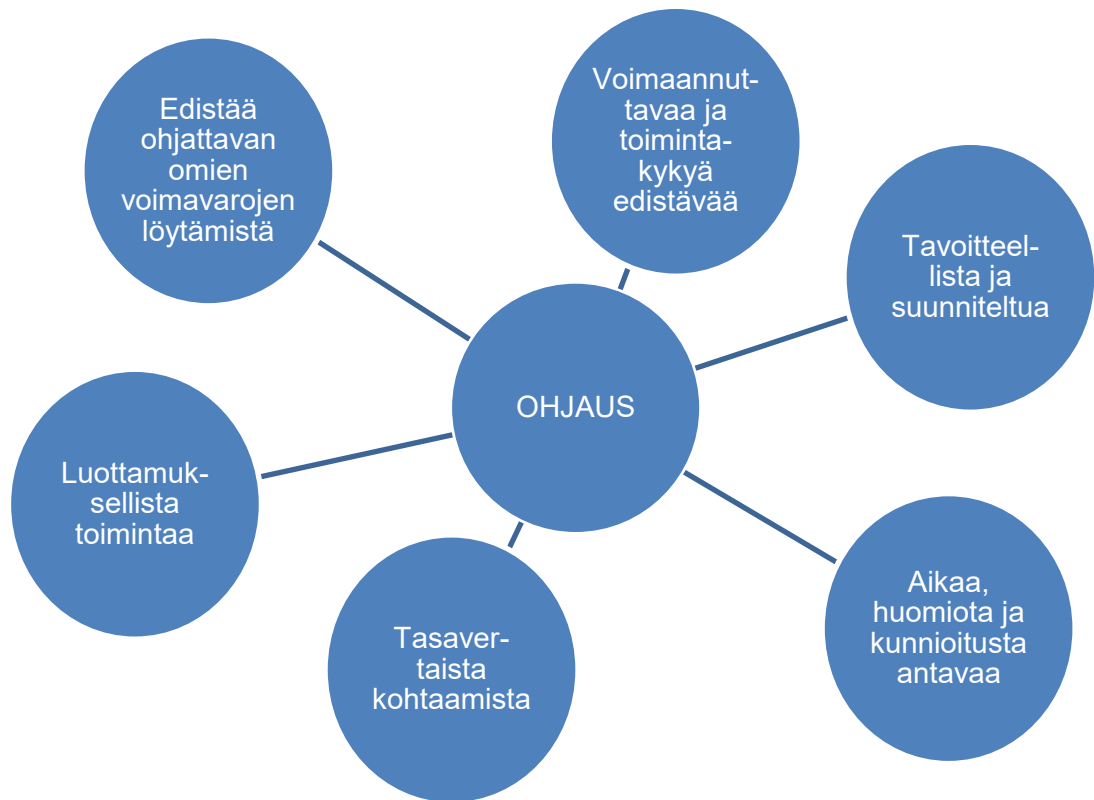 Edistää
ohjattavan
omien
voimavarojen
löytämistä
Voimaannut-
tavaa ja
toiminta-
kykyä
edistävää
Tavoitteel-
lista ja
suunniteltua
OHJAUS
Luottamuk-
sellista
toimintaa
Tasaver-
taista
kohtaamista
Aikaa,
huomiota ja
kunnioitusta
antavaa